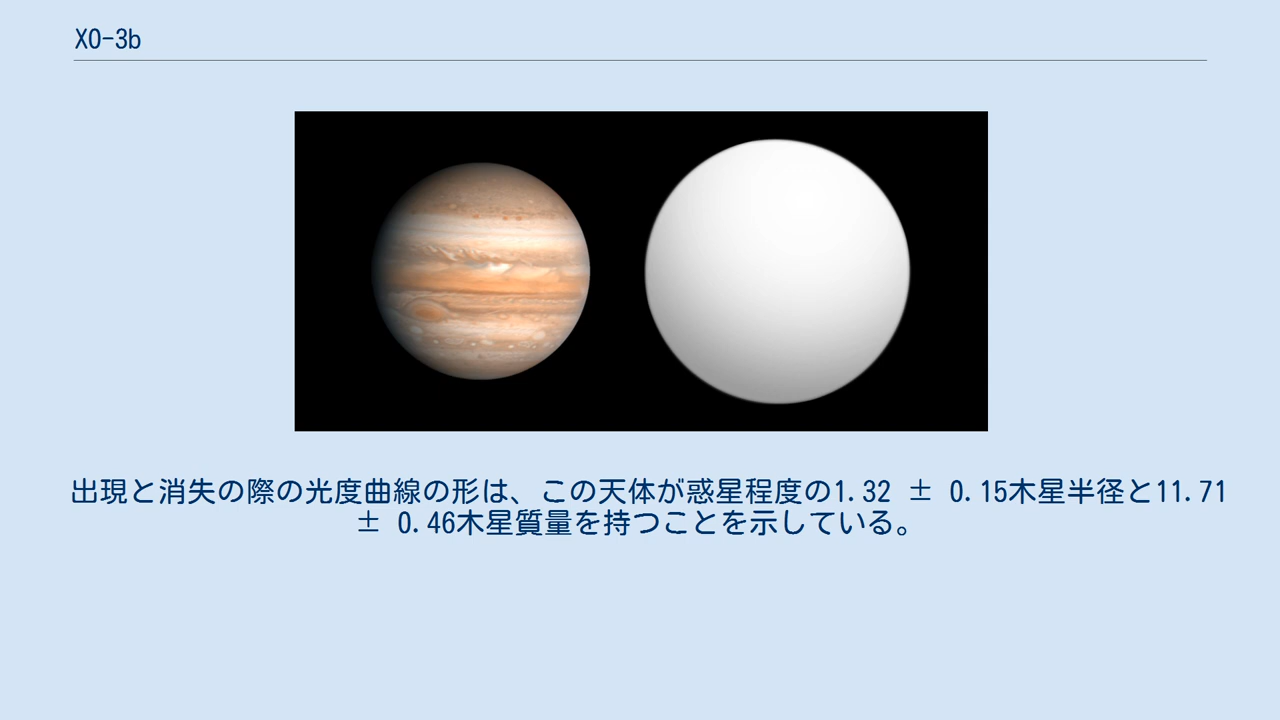 XO-3b
出現と消失の際の光度曲線の形は、この天体が惑星程度の1.32 ± 0.15木星半径と11.71
± 0.46木星質量を持つことを示している。